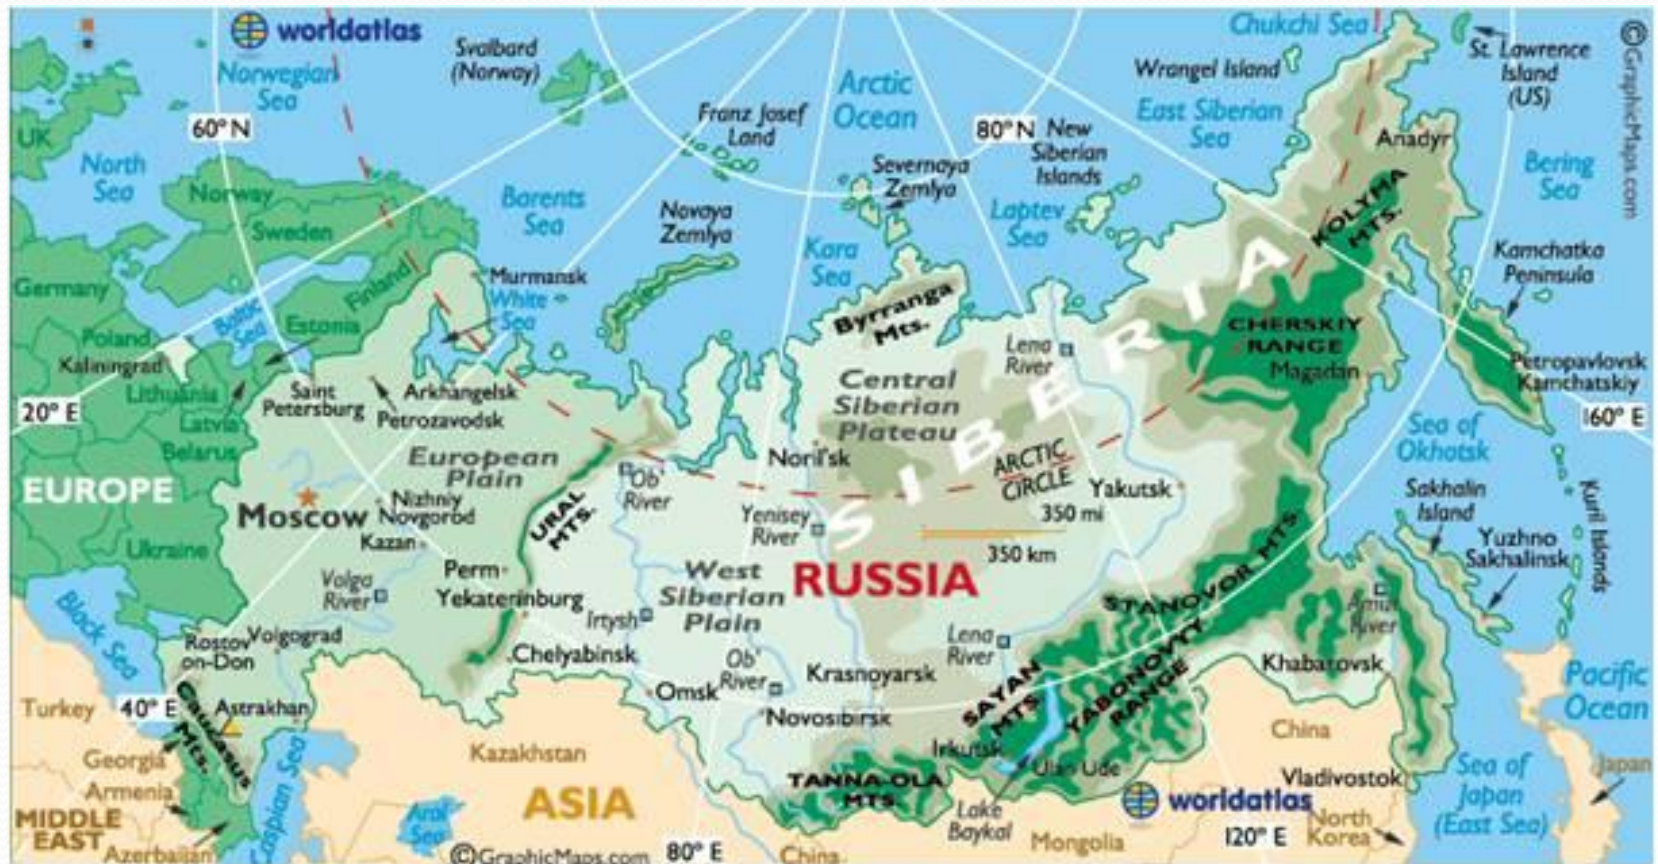 worldatlas
Norwegian
Sea
Svalbard
(Norway)
Chukchi Sea
©GraphicMaps.com
St. Lawrence
Island
(US)
Wrangel Island
Arctic
Ocean
Franz Josef
Land
60° N
80° N
New
Siberian
Islands
East Siberian
Sea
UK
Anadyr
Bering
Sea
North
Sea
Norway
Barents
Sea
Severnaya
Zemlya
Novaya
Zemlya
Laptev
Sea
KOLYMA
MTS.
Sweden
Kara
Sea
Kamchatka
Peninsula
Germany
Finland
Murmansk
White
Sea
Baltic
Sea
Byrranga
Mts.
SIBERIA
CHERSKIY
RANGE
Magadan
Estonia
Poland
Kaliningrad
Lithuania
Lena
River
Petropavlovsk
Kamchatskiy
Central
Siberian
Plateau
Saint
Petersburg
Arkhangelsk
Petrozavodsk
20° E
160° E
Latvia
Belarus
Sea of
Okhotsk
European
Plain
Noril'sk
ARCTIC
CIRCLE
Yakutsk
EUROPE
Ob'
River
Sakhalin
Island
Kuril Islands
Moscow
Nizhniy
Novgorod
URAL
MTS.
Yenisey
River
350 mi
350 km
Kazan
Yuzhno
Sakhalinsk
Ukraine
Perm
West
Siberian
Plain
RUSSIA
Volga
River
Yekaterinburg
Irtysh
STANOVOR MTS.
Amur
River
Black Sea
Rostov
on-Don
Volgograd
Chelyabinsk
Lena
River
Khabarovsk
Ob'
River
Krasnoyarsk
Omsk
SAYAN
MTS.
YABONOVYY
RANGE
Pacific
Ocean
Turkey
40° E
Astrakhan
Novosibirsk
China
Caucasus
Mts.
Georgia
Kazakhstan
Irkutsk
Ulan Ude
Vladivostok
Japan
Armenia
Caspian Sea
ASIA
TANNA-OLA
MTS.
worldatlas
Sea of
Japan
(East Sea)
MIDDLE
EAST
Aral
Sea
Lake
Baykal
North
Korea
Azerbaijan
©GraphicMaps.com
80° E
China
Mongolia
120° E